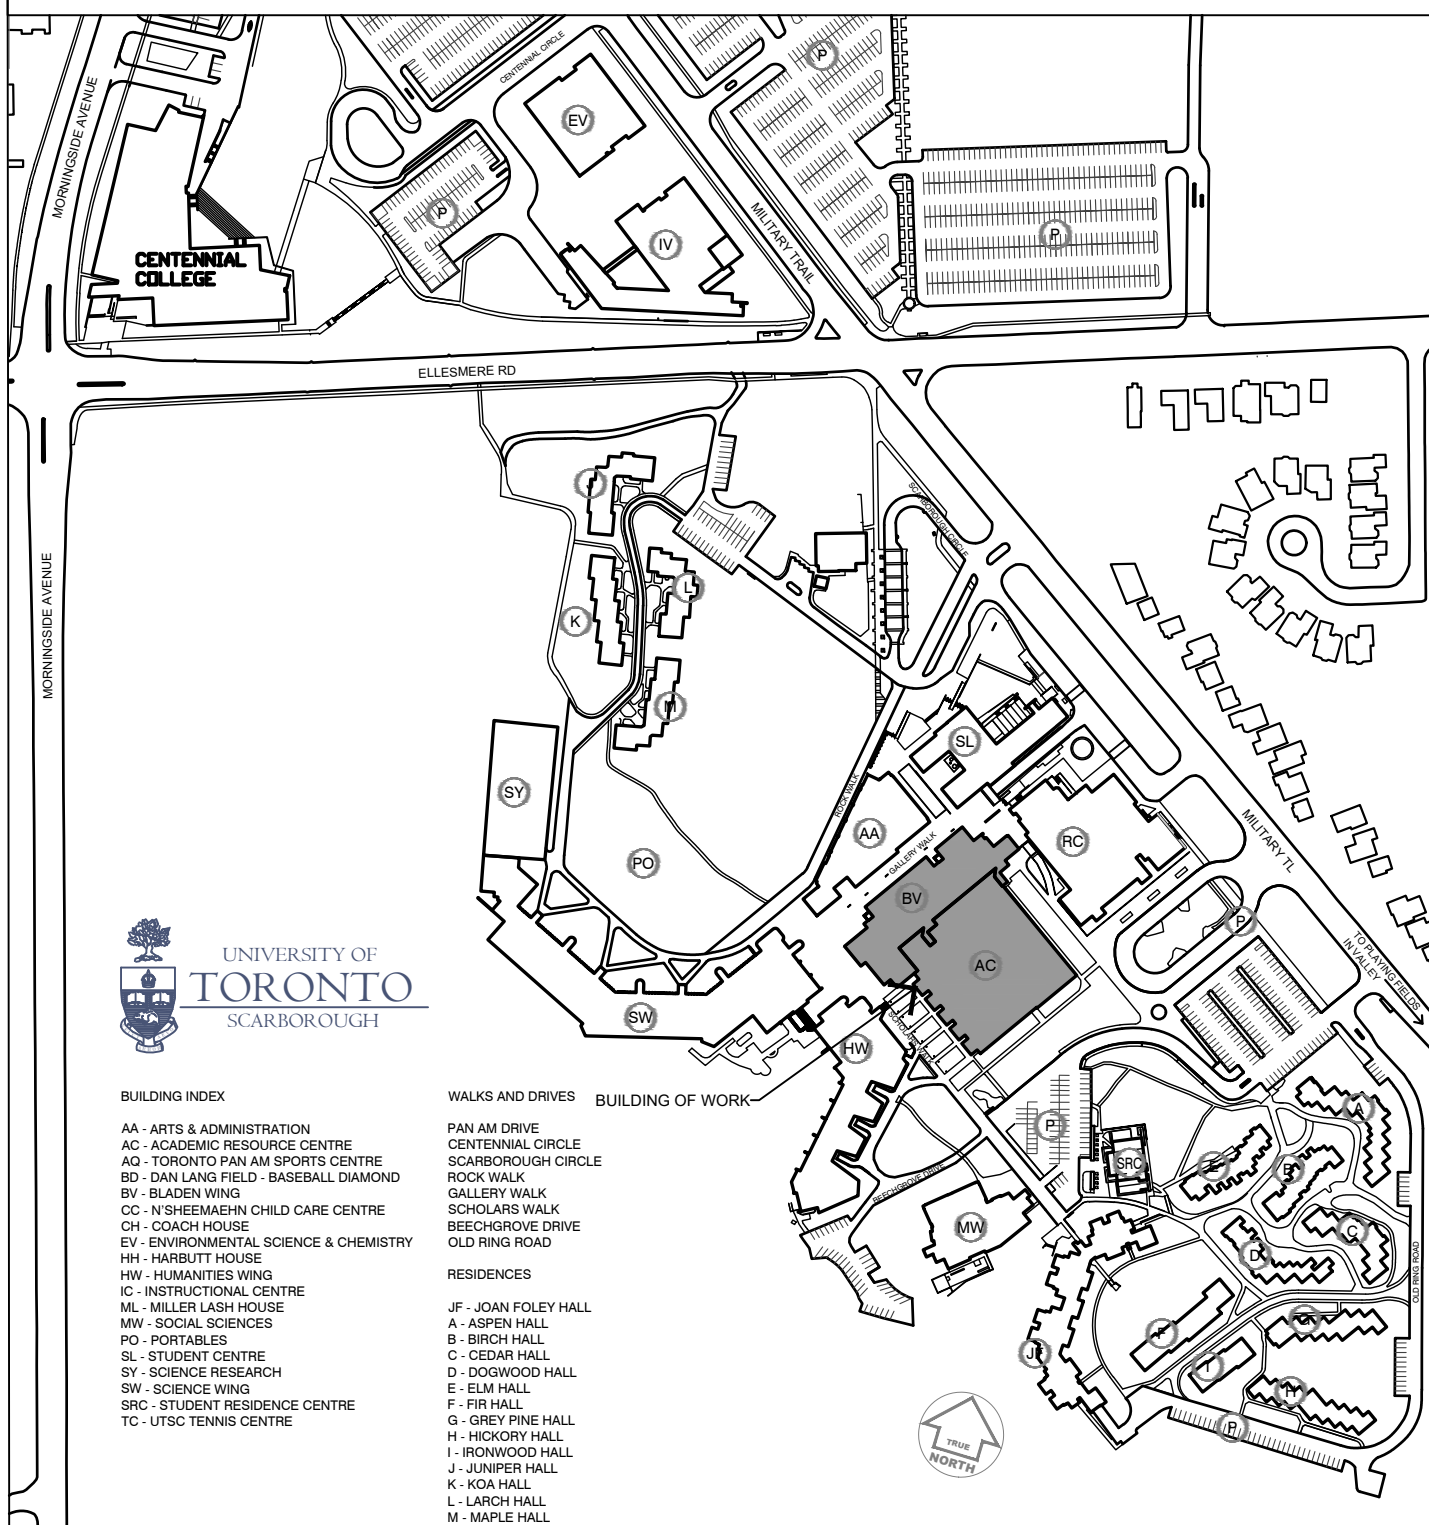 CENTENNIAL CIRCLE
P
EV
MORNINGSIDE AVENUE
P
MILITARY TRAIL
IV
P
CENTENNIAL
COLLEGE
ELLESMERE RD
J
SCARBOROUGH CIRCLE
L
K
MORNINGSIDE AVENUE
M
SL
SY
ROCK WALK
AA
GALLERY WALK
RC
MILITARY TL
PO
BV
P
TO PLAYING FIELDS
IN VALLEY
AC
UNIVERSITY OF
TORONTO
SCARBOROUGH
SW
SCHOLARS WALK
HW
BUILDING OF WORK
A
P
SRC
E
B
BEECHGROVE DRIVE
MW
C
D
OLD RING ROAD
G
F
JF
I
H
P
TRUE
NORTH
BUILDING INDEX
AA - ARTS & ADMINISTRATION
AC - ACADEMIC RESOURCE CENTRE
AQ - TORONTO PAN AM SPORTS CENTRE
BD - DAN LANG FIELD - BASEBALL DIAMOND
BV - BLADEN WING
CC - N'SHEEMAEHN CHILD CARE CENTRE
CH - COACH HOUSE
EV - ENVIRONMENTAL SCIENCE & CHEMISTRY
HH - HARBUTT HOUSE
HW - HUMANITIES WING
IC - INSTRUCTIONAL CENTRE
ML - MILLER LASH HOUSE
MW - SOCIAL SCIENCES
PO - PORTABLES
SL - STUDENT CENTRE
SY - SCIENCE RESEARCH
SW - SCIENCE WING
SRC - STUDENT RESIDENCE CENTRE
TC - UTSC TENNIS CENTRE
WALKS AND DRIVES
PAN AM DRIVE
CENTENNIAL CIRCLE
SCARBOROUGH CIRCLE
ROCK WALK
GALLERY WALK
SCHOLARS WALK
BEECHGROVE DRIVE
OLD RING ROAD
RESIDENCES
JF - JOAN FOLEY HALL
A - ASPEN HALL
B - BIRCH HALL
C - CEDAR HALL
D - DOGWOOD HALL
E - ELM HALL
F - FIR HALL
G - GREY PINE HALL
H - HICKORY HALL
I - IRONWOOD HALL
J - JUNIPER HALL
K - KOA HALL
L - LARCH HALL
M - MAPLE HALL